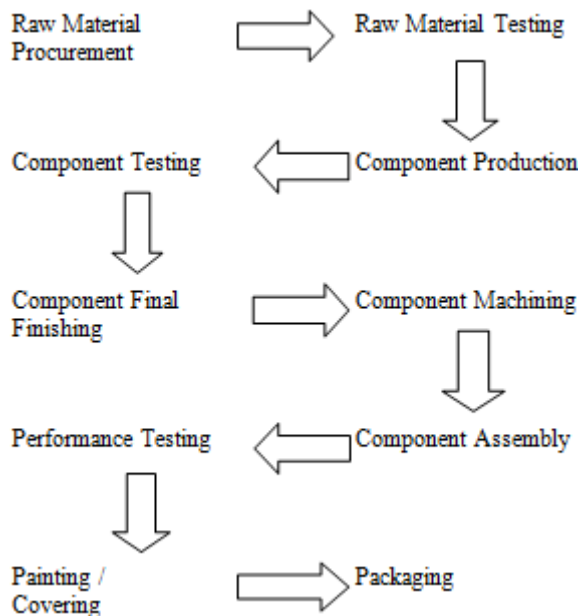 Raw Material
Procurement
Raw Material Testing
Component Testing
Component Production
Component Final
Finishing
Component Machining
Performance Testing
Component Assembly
Painting /
Covering
Packaging